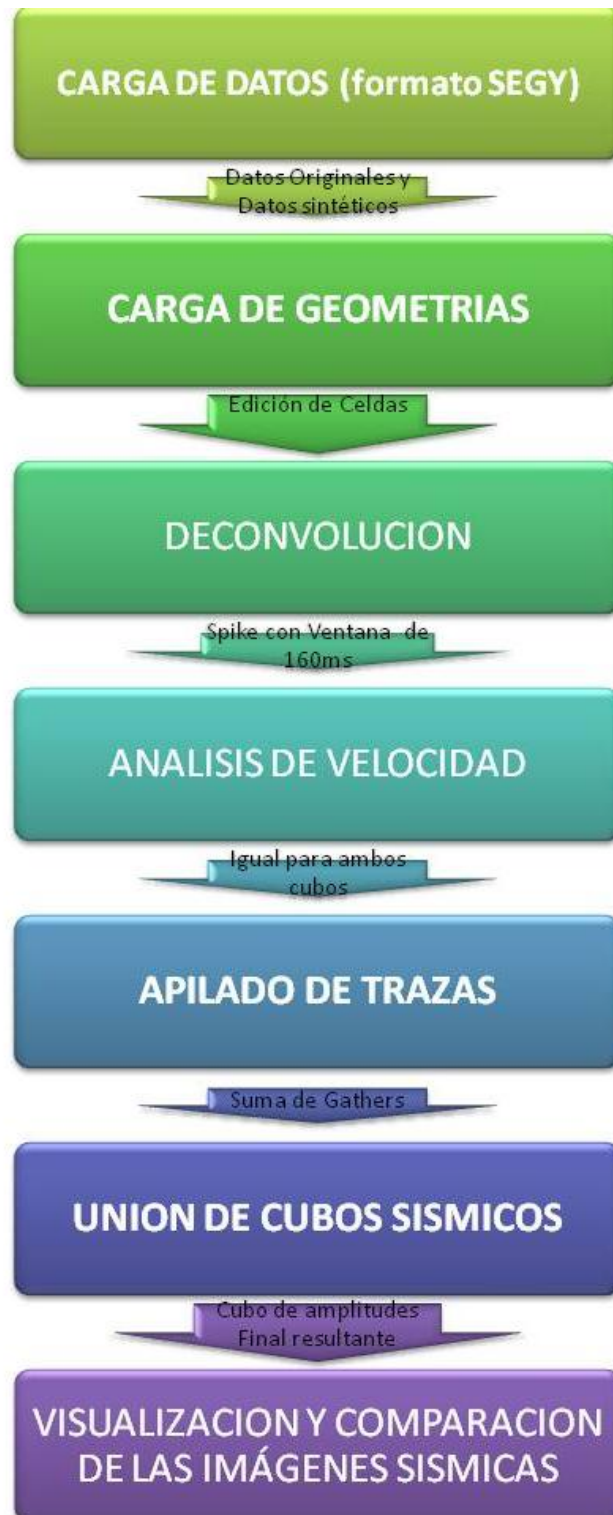 CARGA DE DATOS (formato SEGY)
Datos Originales y
Datos sintéticos
CARGA DE GEOMETRIAS
Edición de Celdas
DECONVOLUCION
Spike con Ventana de
160ms
ANALISIS DE VELOCIDAD
Igual para ambos
cubos
APILADO DE TRAZAS
Suma de Gathers
UNION DE CUBOS SISMICOS
Cubo de amplitudes
Final resultante
VISUALIZACION Y COMPARACION
DE LAS IMÁGENES SISMICAS